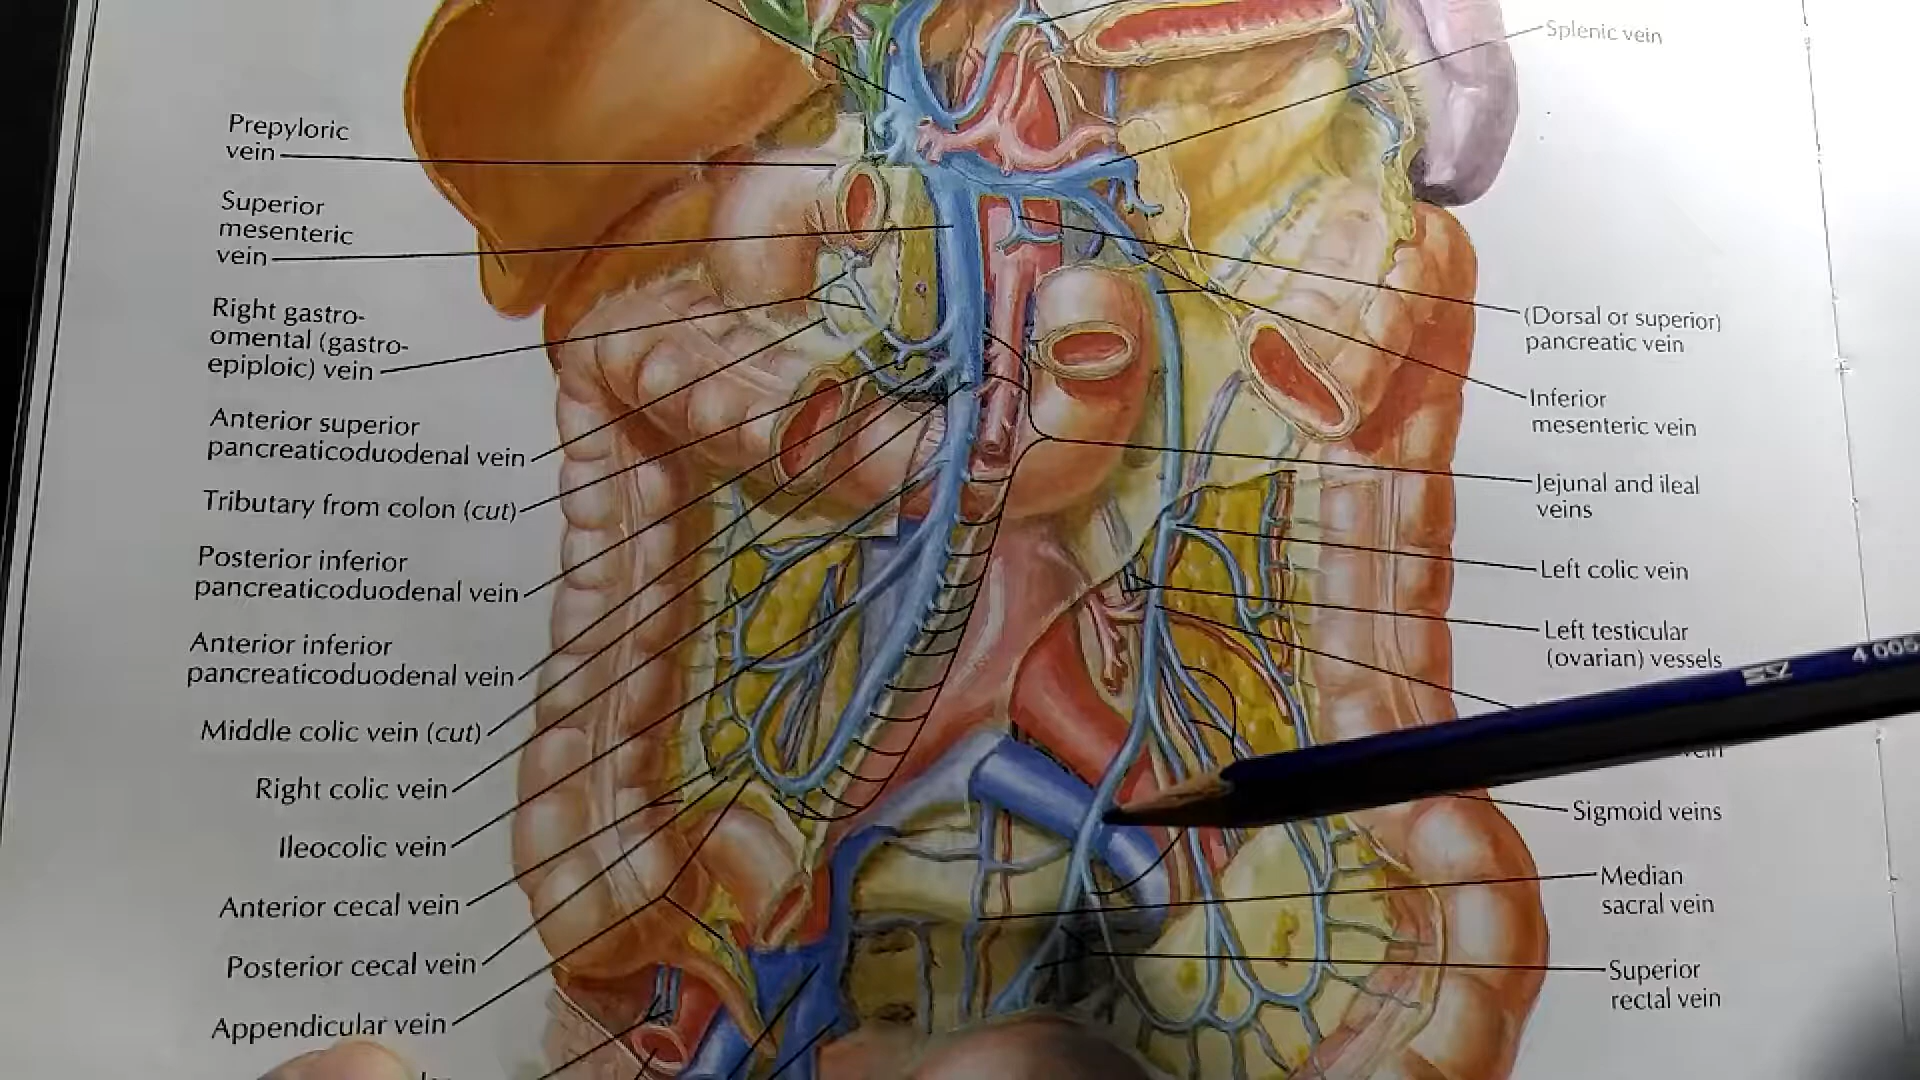 Splenic vein
Prepyloric
vein
Superior
mesenteric
vein
Right gastro-
omental (gastro-
epiploic) vein
Anterior superior
pancreaticoduodenal vein
Tributary from colon (cut)
Posterior inferior
pancreaticoduodenal vein
Anterior inferior
pancreaticoduodenal vein
Middle colic vein (cut)
Right colic vein
Ileocolic vein
Anterior cecal vein
Posterior cecal vein
Appendicular vein
(Dorsal or superior)
pancreatic vein
Inferior
mesenteric vein
Jejunal and ileal
veins
Left colic vein
Left testicular
(ovarian) vessels
vein
Sigmoid veins
Median
sacral vein
Superior
rectal vein